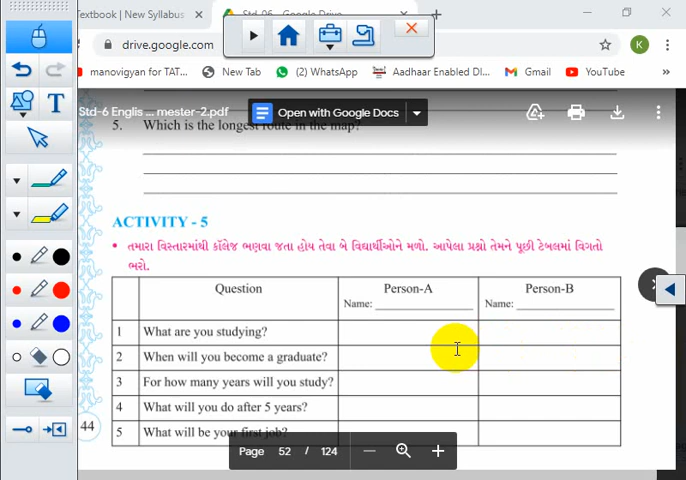 Textbook | New Syllabus
Std-06 - Google Drive
drive.google.com
K
manovigyan for TAT...
New Tab
(2) WhatsApp
Aadhaar Enabled DI...
Gmail
YouTube
Std-6 Englis ... mester-2.pdf
Open with Google Docs
5. Which is the longest route in the map?
ACTIVITY - 5
• તમારા વિસ્તારમાંથી કૉલેજ ભણવા જતા હોય તેવા બે વિદ્યાર્થીઓને મળો. આપેલા પ્રશ્નો તેમને પૂછી ટેબલમાં વિગતો
ભરો.
Question Person-A Person-B
Name: Name:
1 What are you studying?
2 When will you become a graduate?
3 For how many years will you study?
4 What will you do after 5 years?
5 What will be your first job?
44
Page 52 / 124